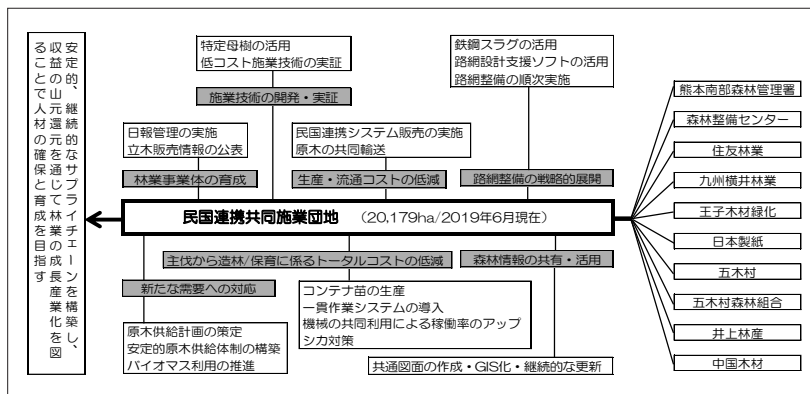 安定的、継続的なサプライチェーンを構築し、
収益の山元還元を通じて林業の成長産業化を図
ることで人材の確保と育成を目指す
特定母樹の活用
低コスト施業技術の実証
施業技術の開発・実証
鉄鋼スラグの活用
路網設計支援ソフトの活用
路網整備の順次実施
日報管理の実施
立木販売情報の公表
林業事業体の育成
民国連携システム販売の実施
原木の共同輸送
生産・流通コストの低減
路網整備の戦略的展開
民国連携共同施業団地 (20,179ha/2019年6月現在)
主伐から造林/保育に係るトータルコストの低減
森林情報の共有・活用
新たな需要への対応
コンテナ苗の生産
一貫作業システムの導入
機械の共同利用による稼働率のアップ
シカ対策
原木供給計画の策定
安定的原木供給体制の構築
バイオマス利用の推進
共通図面の作成・GIS化・継続的な更新
熊本南部森林管理署
森林整備センター
住友林業
九州横井林業
王子木材緑化
日本製紙
五木村
五木村森林組合
井上林産
中国木材